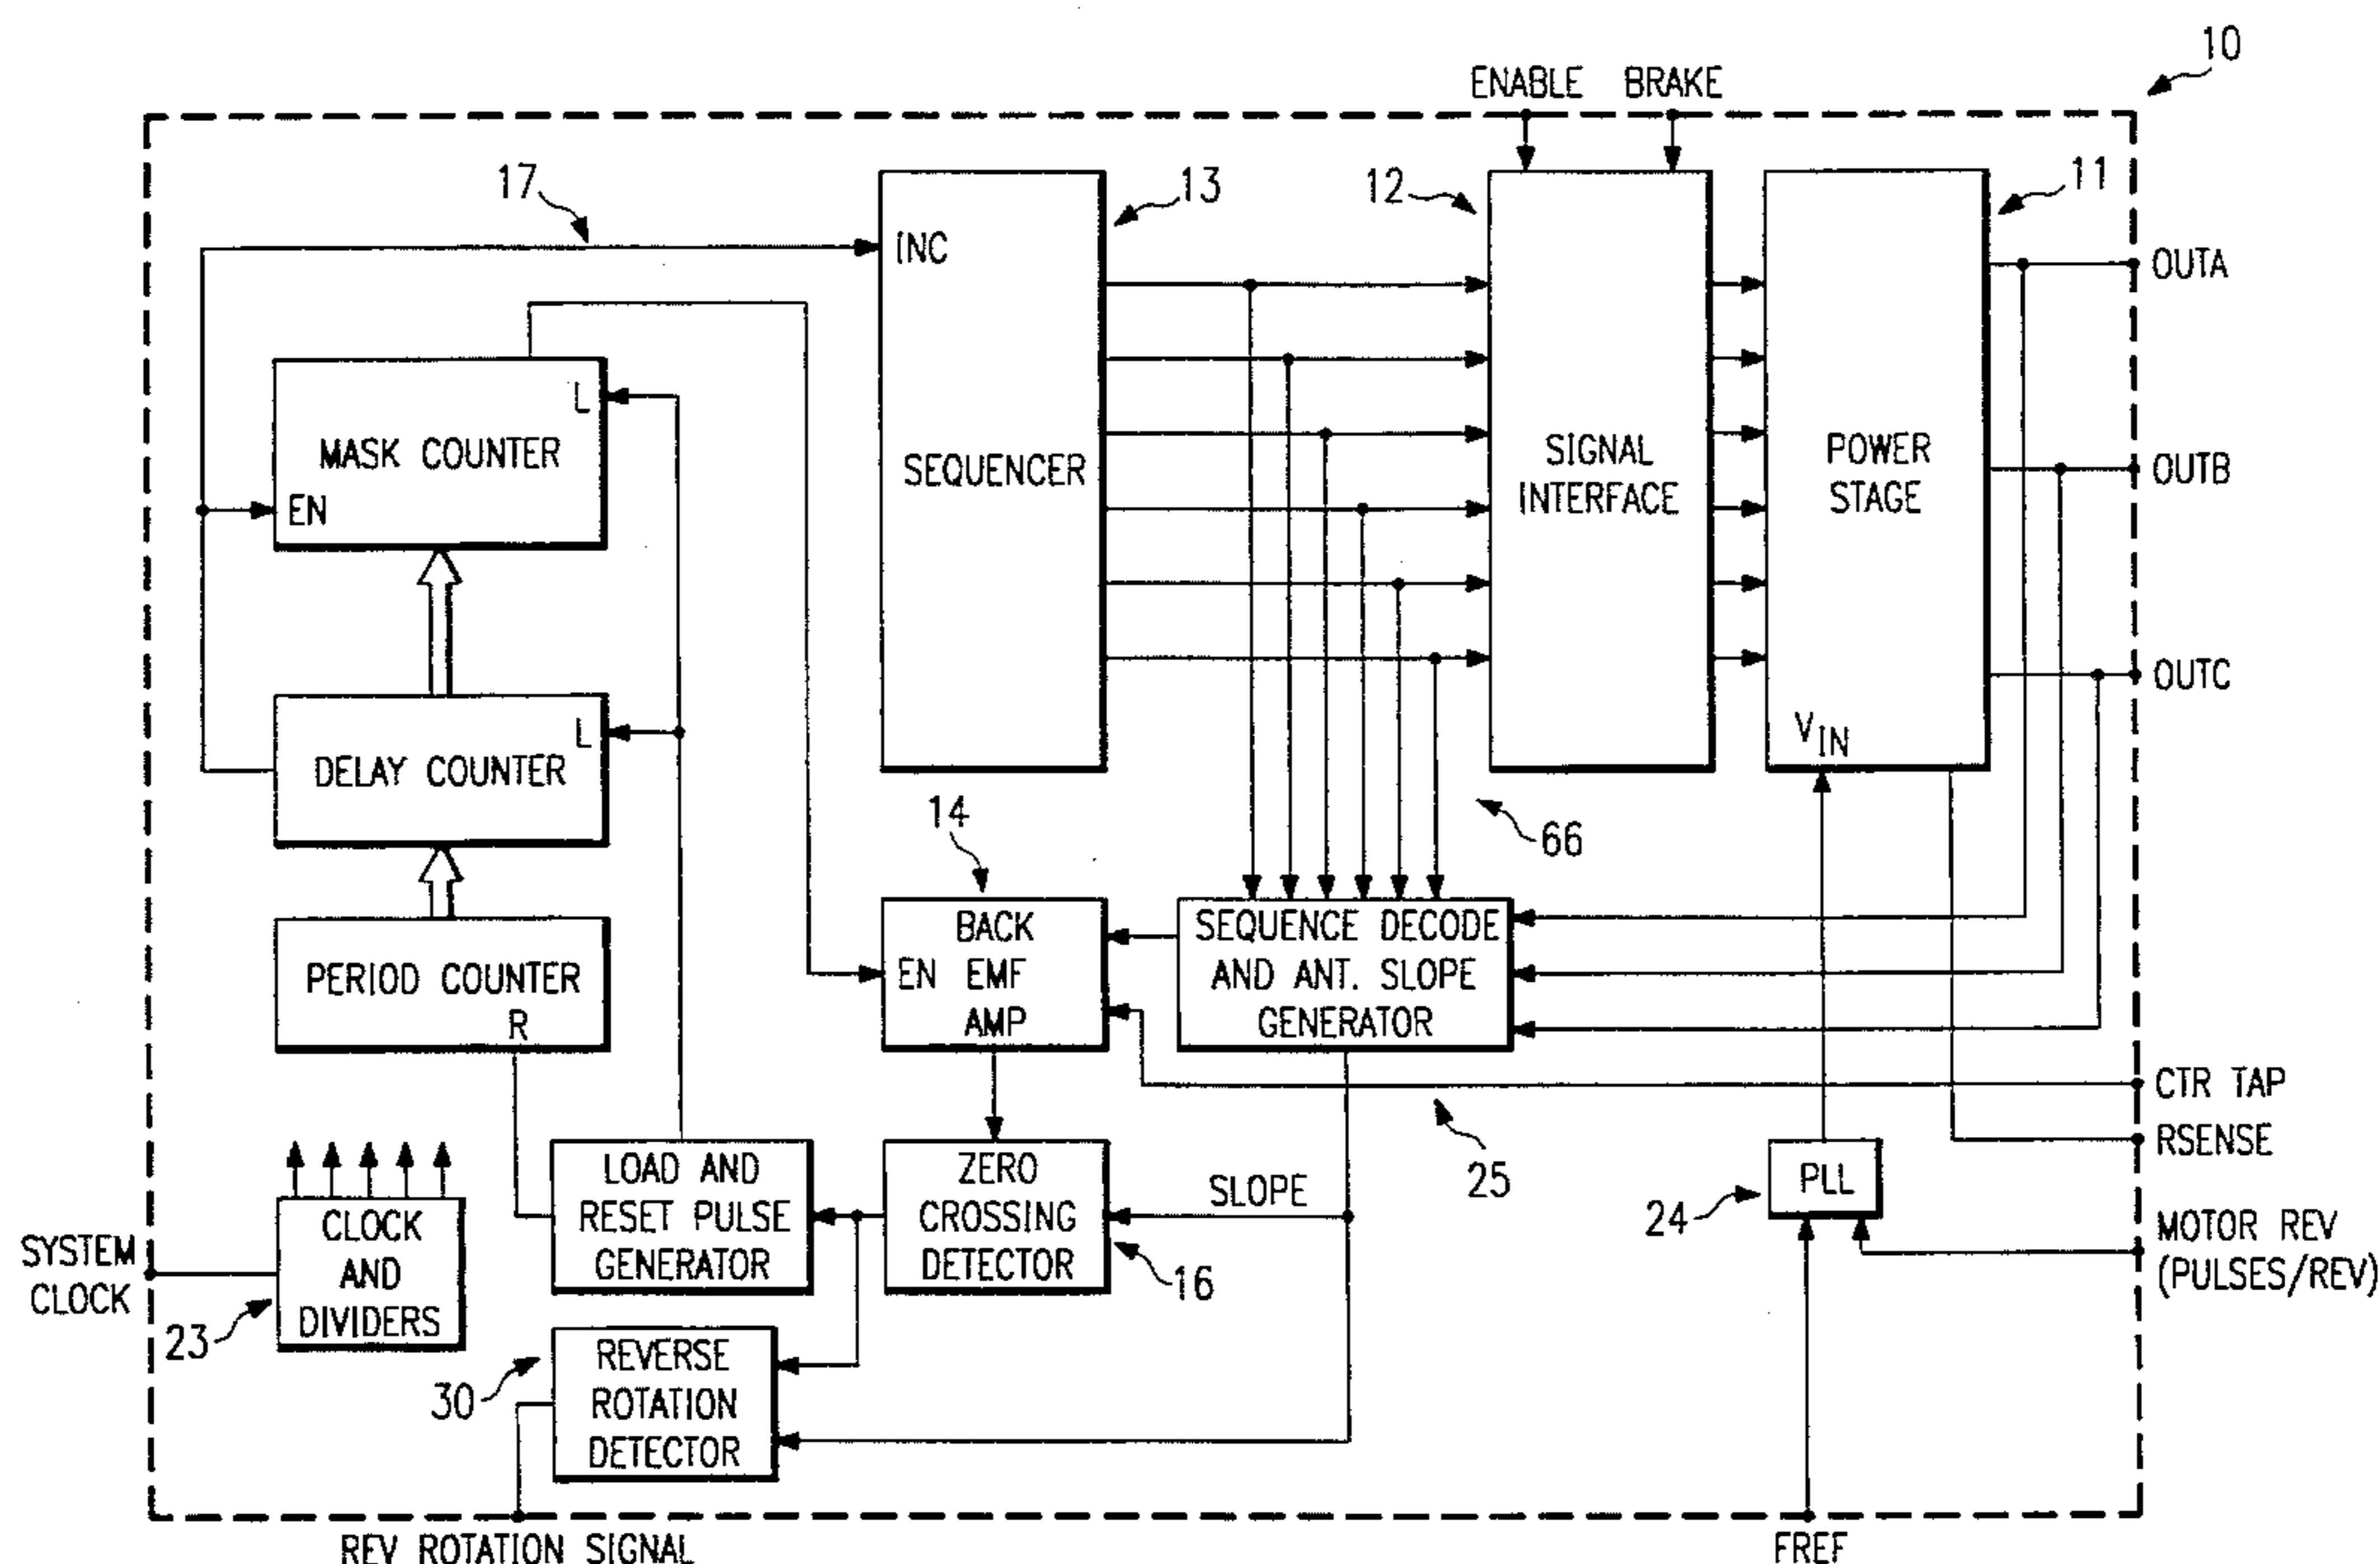 10
ENABLE BRAKE
17
13
12
11
INC
OUTA
L
MASK COUNTER
EN
SEQUENCER
SIGNAL
INTERFACE
POWER
STAGE
OUTB
OUTC
L
DELAY COUNTER
VIN
14
66
PERIOD COUNTER
R
BACK
EN EMF
AMP
SEQUENCE DECODE
AND ANT. SLOPE
GENERATOR
CTR TAP
RSENSE
25
LOAD AND
RESET PULSE
GENERATOR
ZERO
CROSSING
DETECTOR
SLOPE
16
PLL
24
MOTOR REV
(PULSES/REV)
SYSTEM
CLOCK
CLOCK
AND
DIVIDERS
23
REVERSE
ROTATION
DETECTOR
30
REV ROTATION SIGNAL
FREF